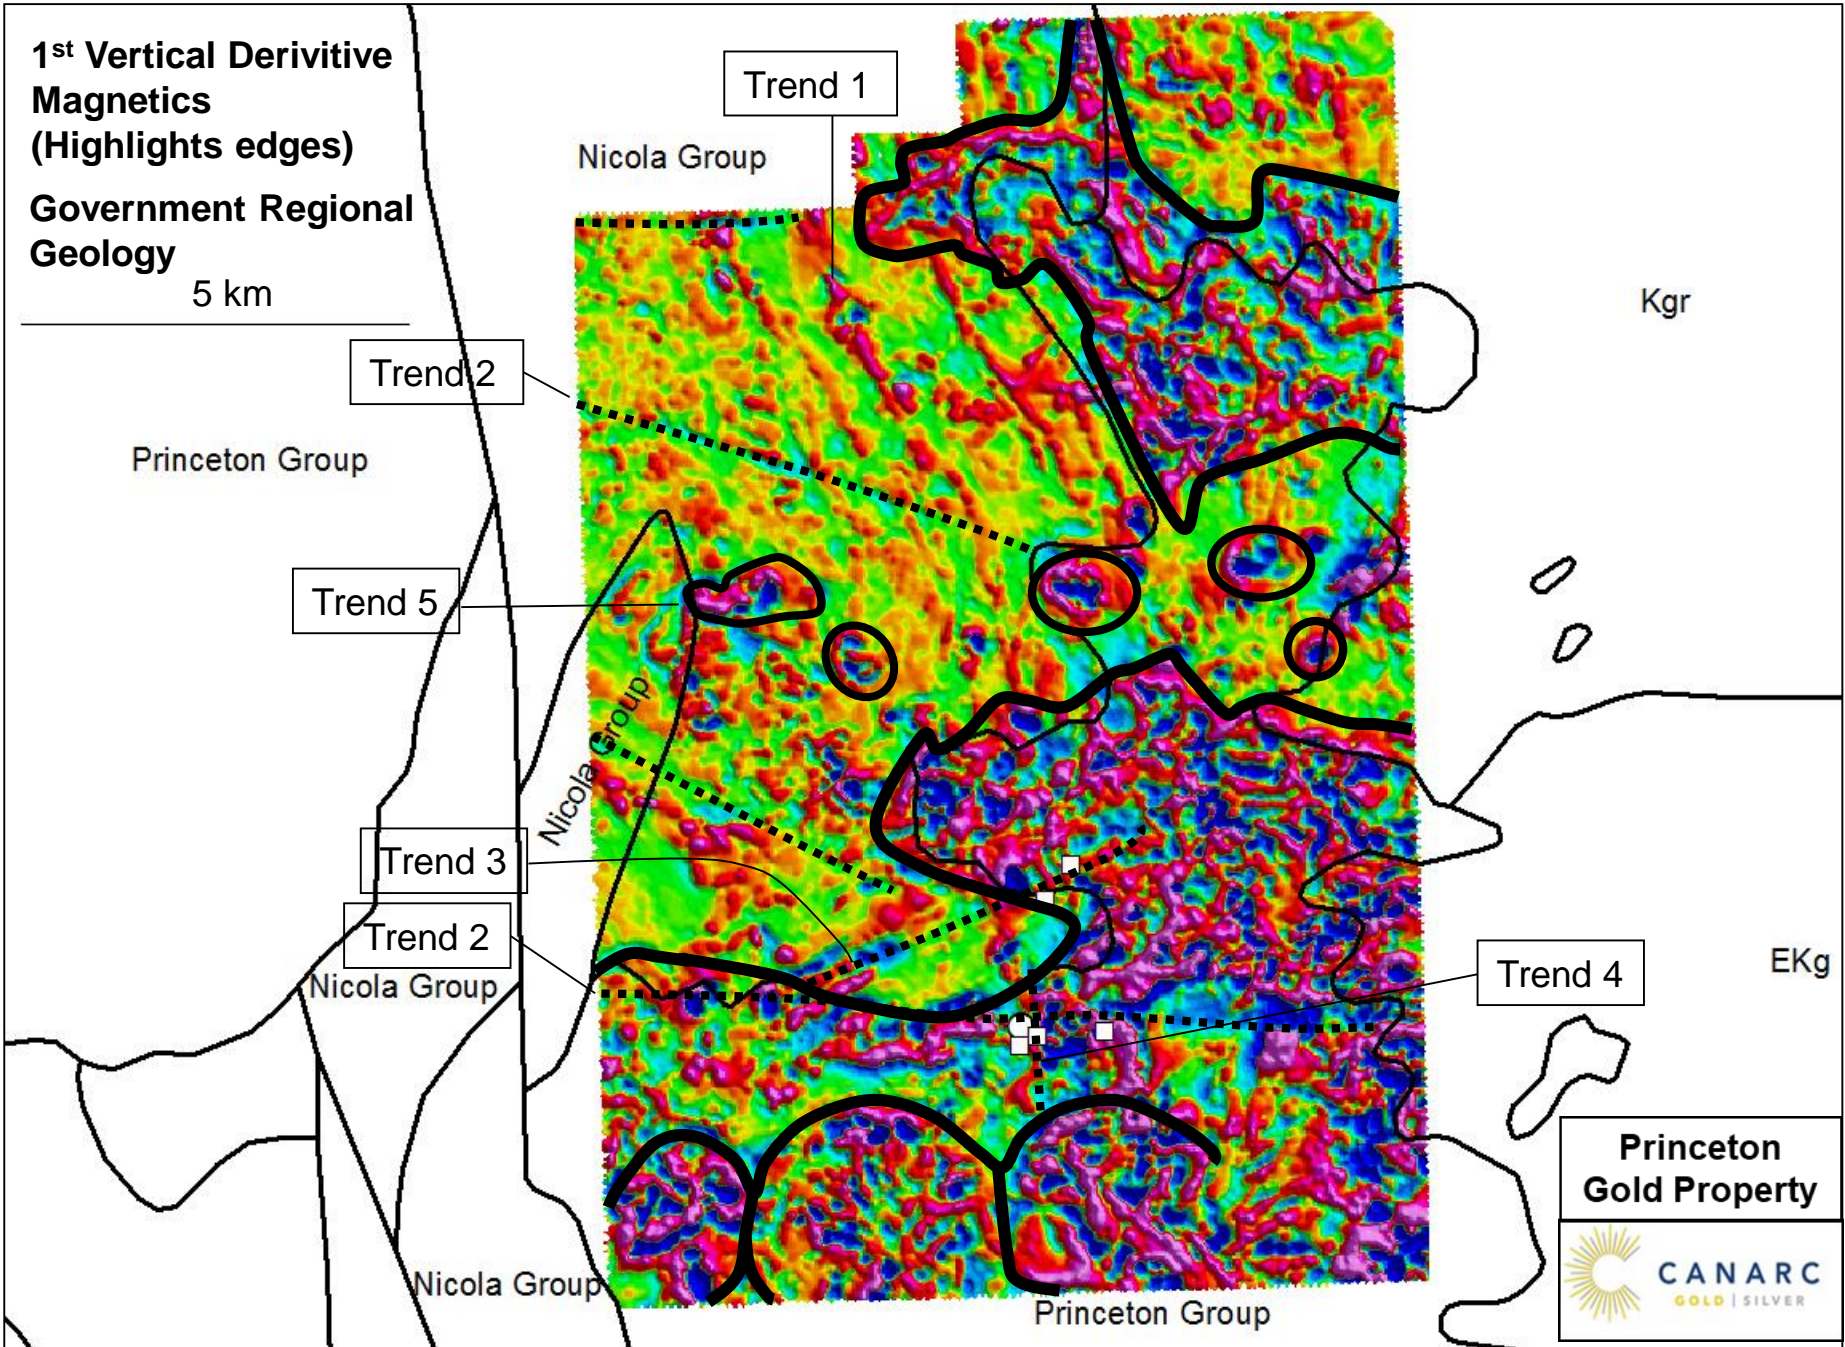 1st Vertical Derivitive
Magnetics
(Highlights edges)
Government Regional
Geology
5 km
Trend 1
Nicola Group
Kgr
Trend 2
Princeton Group
Trend 5
Nicola Group
Trend 3
Trend 2
Nicola Group
Trend 4
EKg
Princeton
Gold Property
CANARC
GOLD | SILVER
Nicola Group
Princeton Group